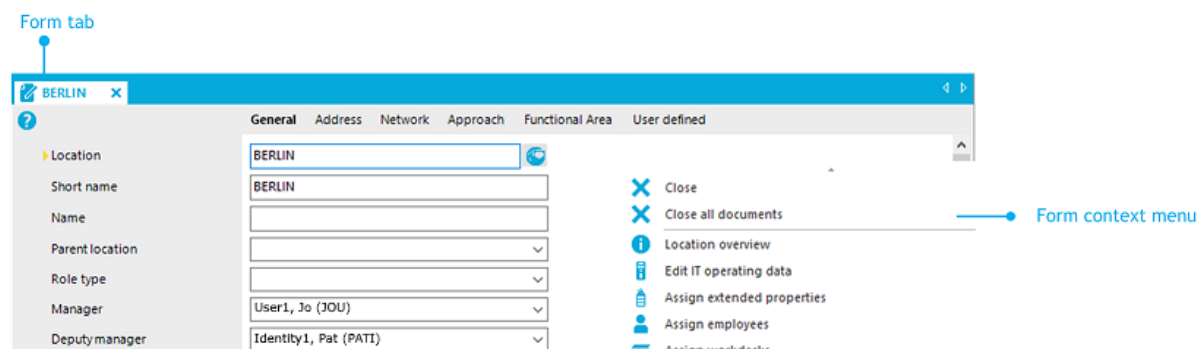 Form tab
BERLIN
General Address Network Approach Functional Area User defined
Location BERLIN
Short name BERLIN
Name
Parent location
Role type
Manager User1, Jo (JOU)
Deputy manager Identity1, Pat (PATI)
Close
Close all documents
Form context menu
Location overview
Edit IT operating data
Assign extended properties
Assign employees
Assign workdesks